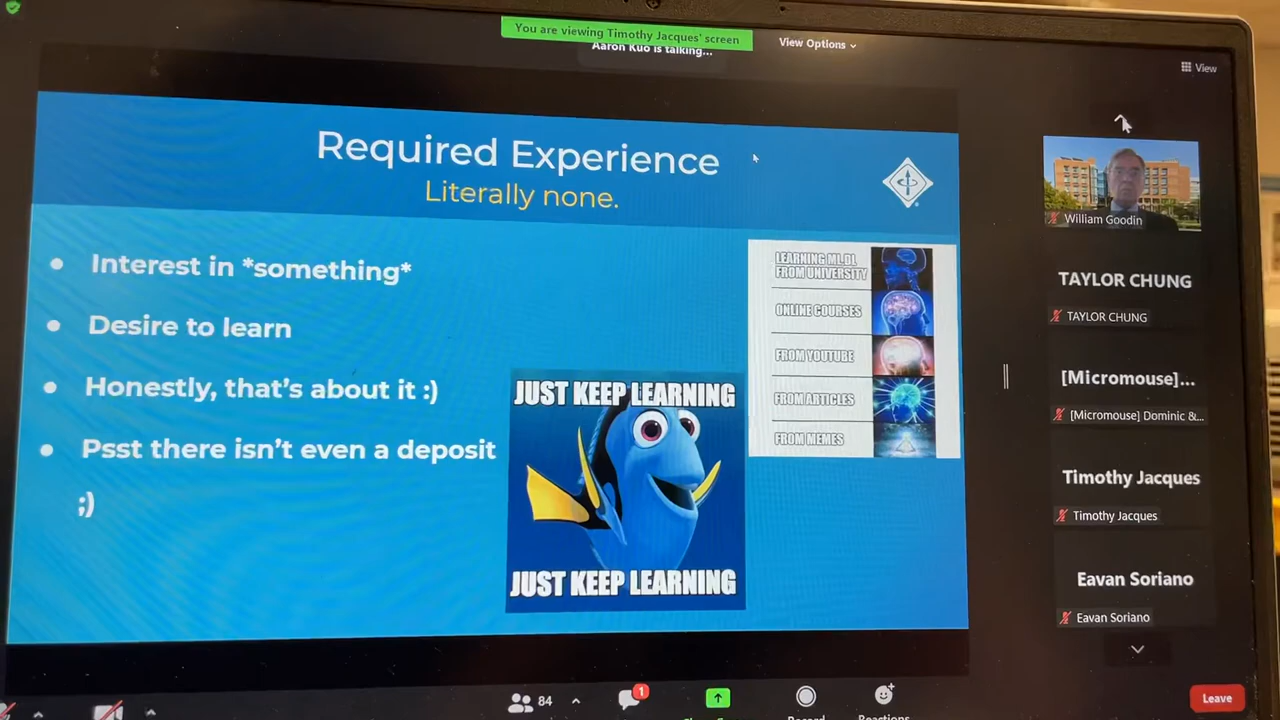 You are viewing Timothy Jacques' screen
View Options
Aaron Kuo is talking...
View
Required Experience
Literally none.
Interest in *something*
Desire to learn
Honestly, that's about it :)
Psst there isn't even a deposit
;)
JUST KEEP LEARNING
JUST KEEP LEARNING
LEARNING ML,DL
FROM UNIVERSITY
ONLINE COURSES
FROM YOUTUBE
FROM ARTICLES
FROM MEMES
William Goodin
TAYLOR CHUNG
TAYLOR CHUNG
[Micromouse]...
[Micromouse] Dominic &...
Timothy Jacques
Timothy Jacques
Eavan Soriano
Eavan Soriano
84
1
Record
Reactions
Leave